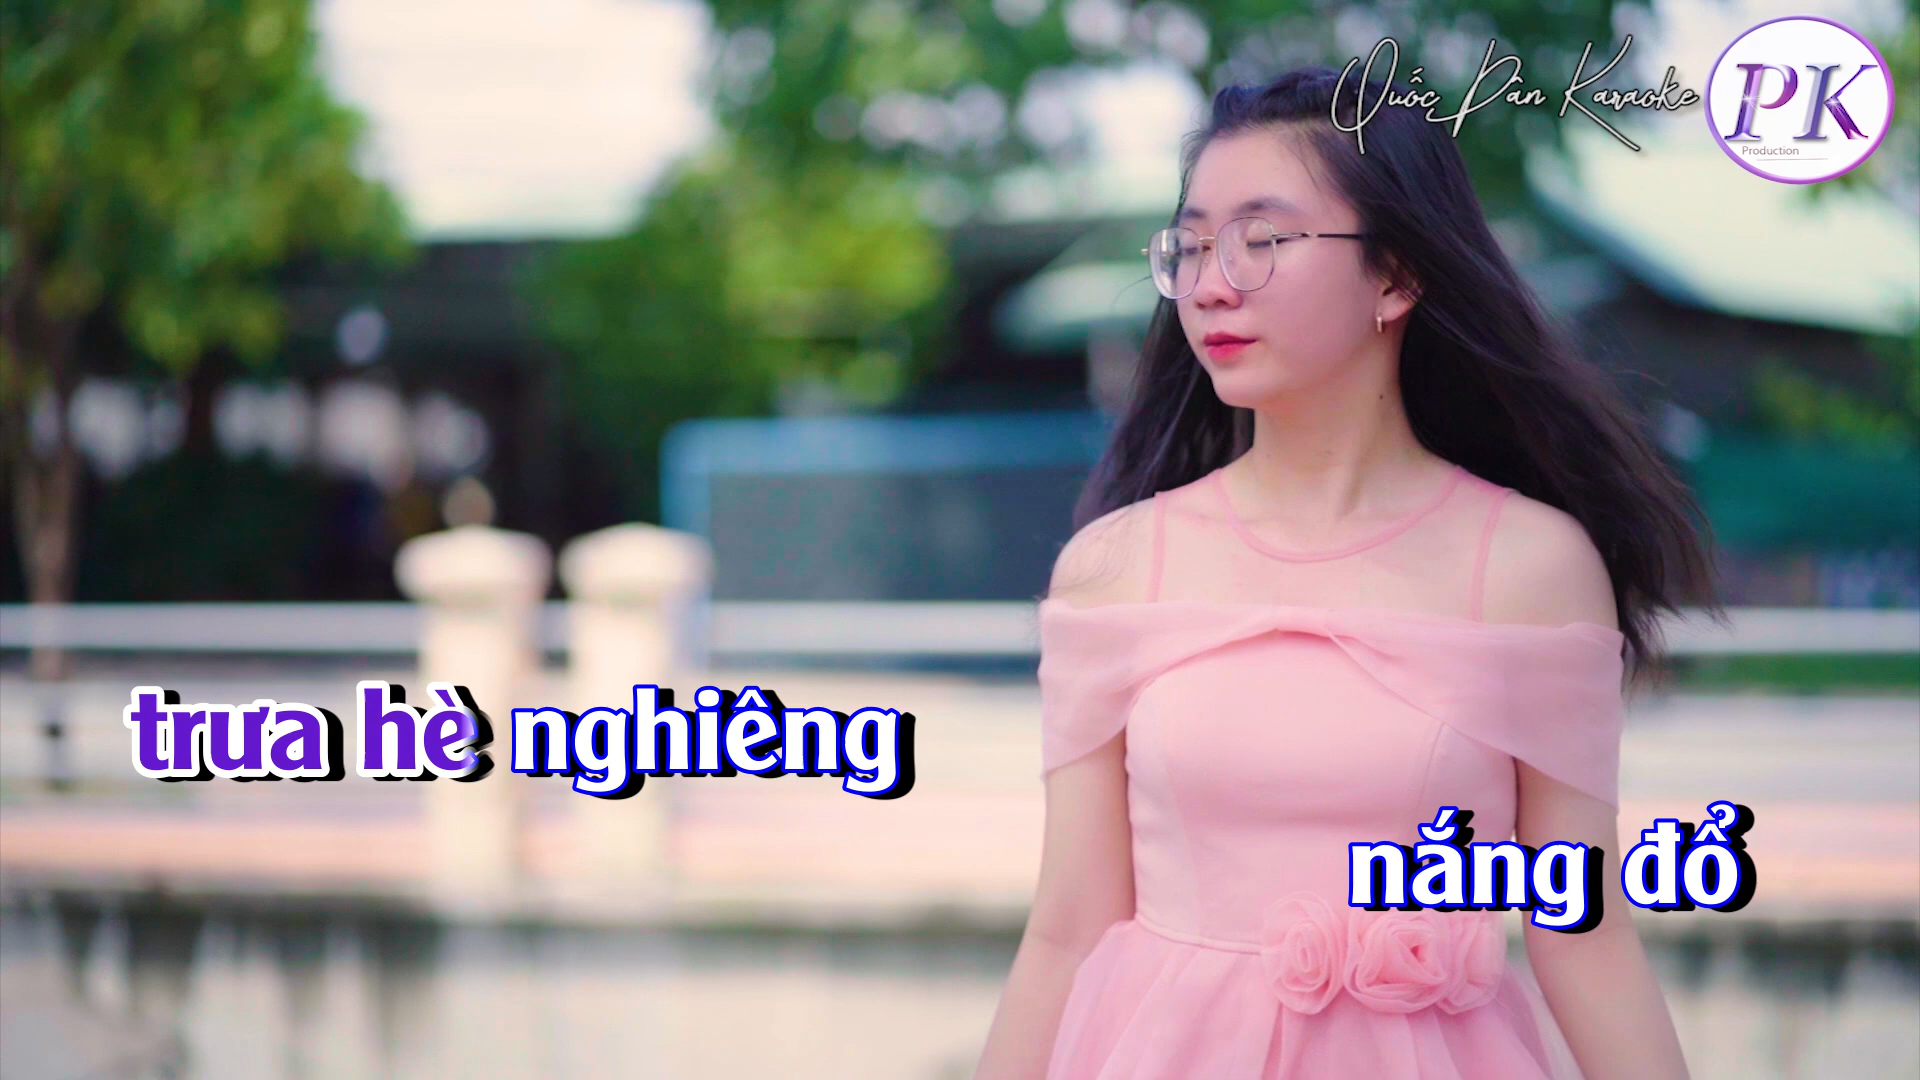 Quốc Dân Karaoke
PK
Production
trưa hè nghiêng
nắng đổ